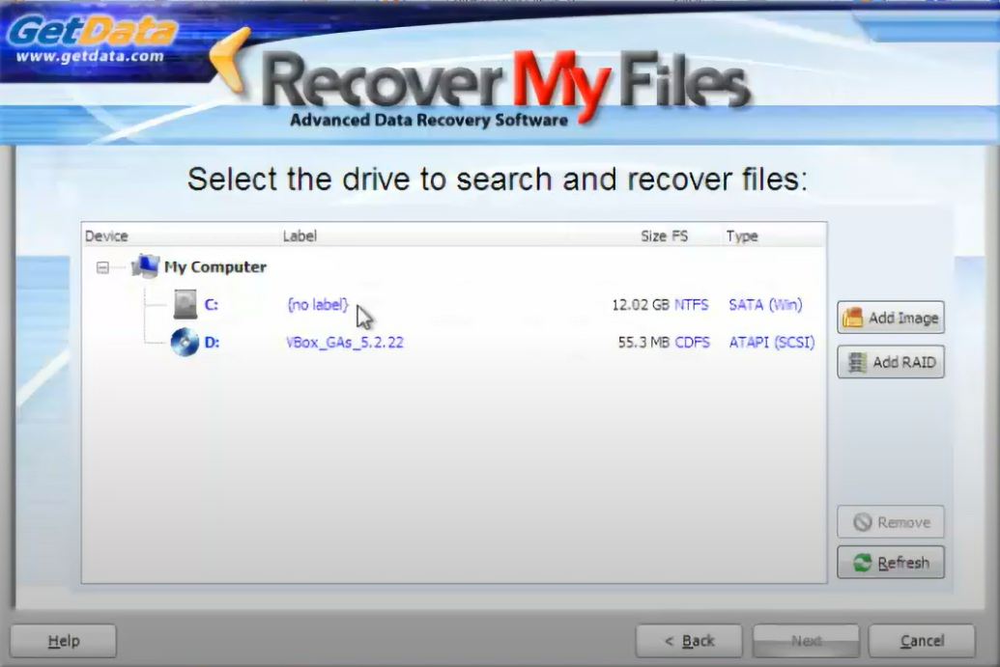 GetData
www.getdata.com
Recover My Files
Advanced Data Recovery Software
Select the drive to search and recover files:
Device Label Size FS Type
My Computer
C: {no label} 12.02 GB NTFS SATA (Win)
D: VBox_GAs_5.2.22 55.3 MB CDFS ATAPI (SCSI)
Add Image
Add RAID
Remove
Refresh
Help < Back Next Cancel